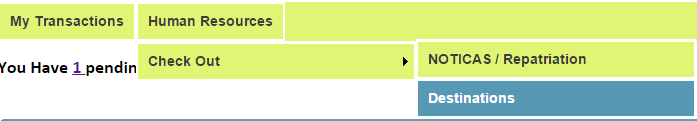 My Transactions Human Resources
Check Out NOTICAS / Repatriation
You Have 1 pendin
Destinations